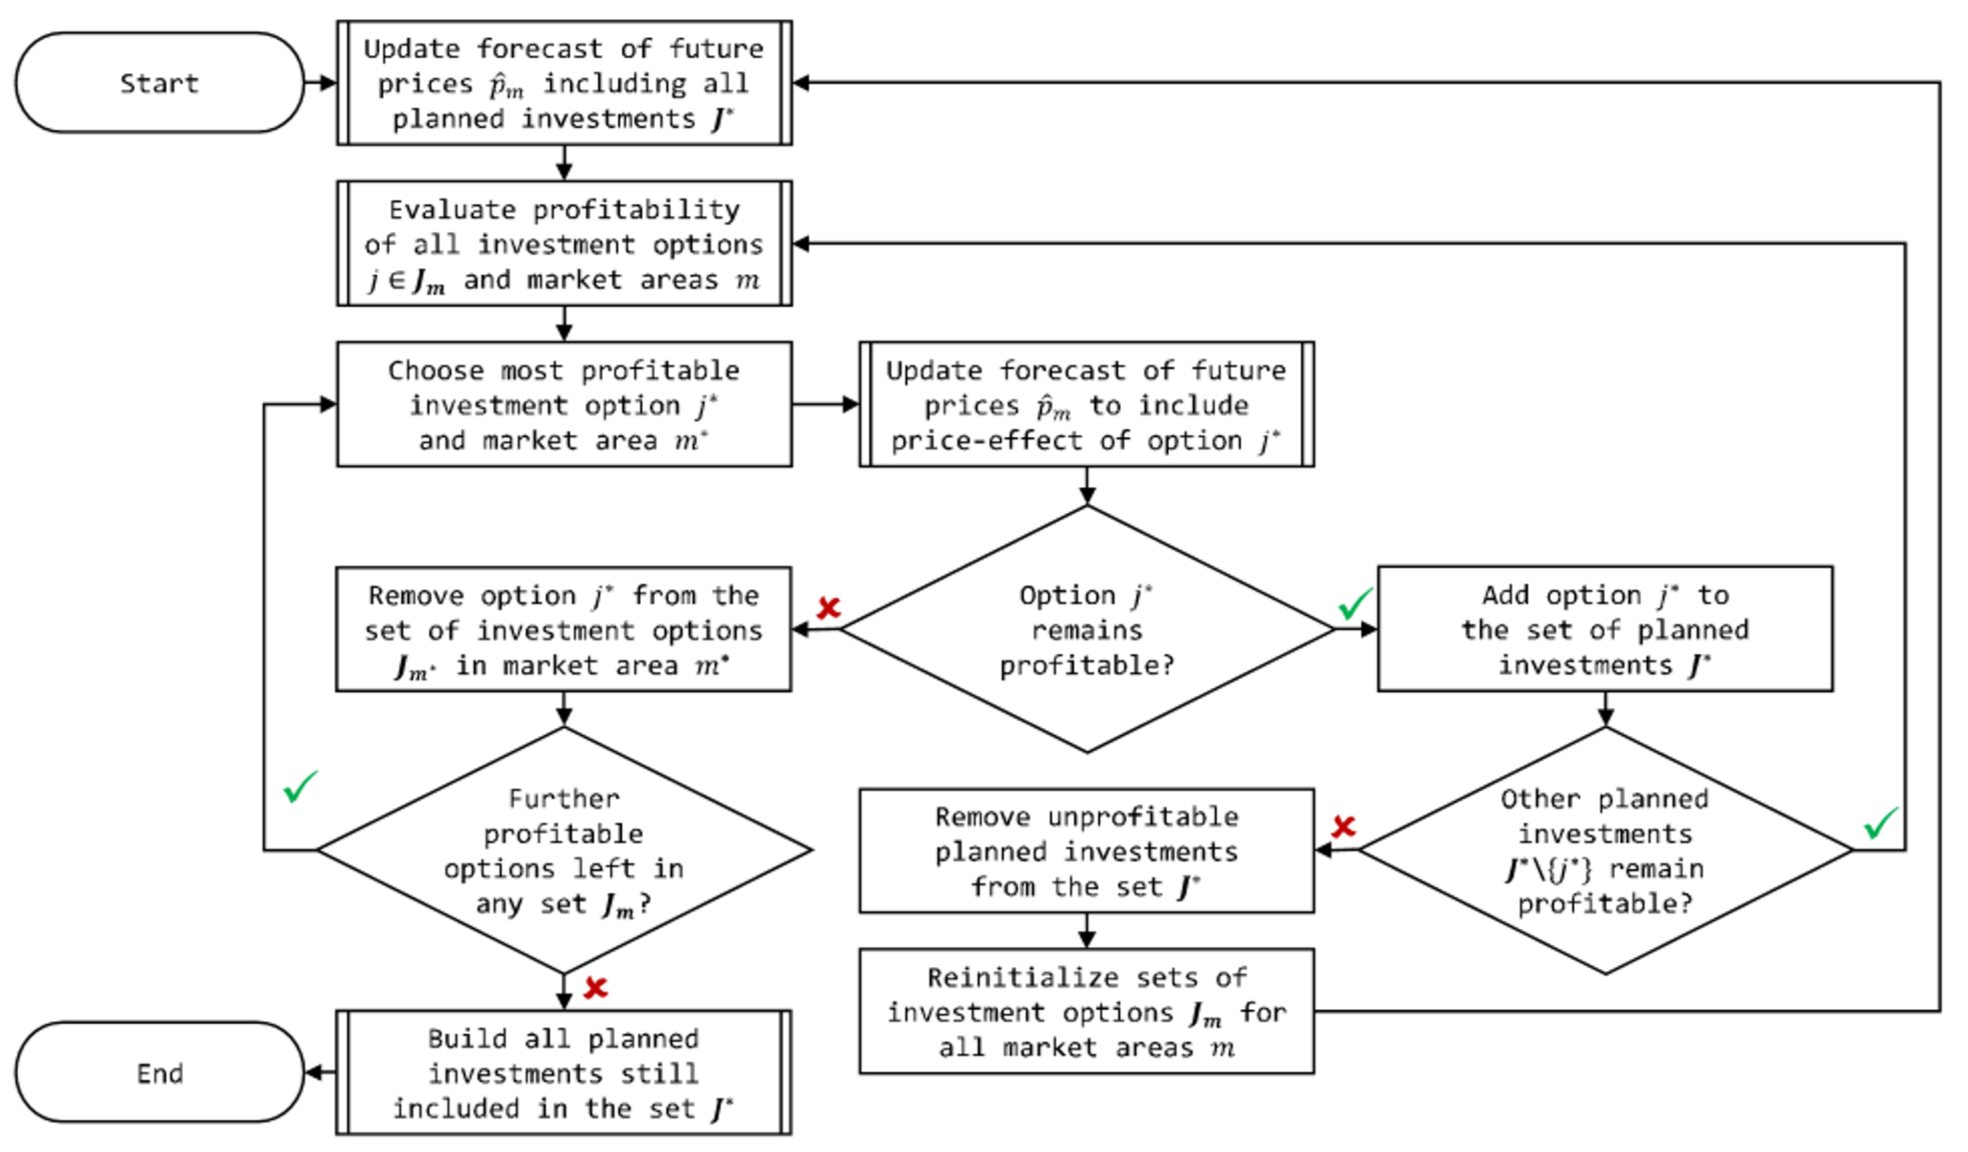 Start
Update forecast of future
prices p̂ₘ including all
planned investments J*
Evaluate profitability
of all investment options
j ∈ Jₘ and market areas m
Choose most profitable
investment option j*
and market area m*
Update forecast of future
prices p̂ₘ to include
price-effect of option j*
Option j*
remains
profitable?
Remove option j* from the
set of investment options
Jₘ* in market area m*
Add option j* to
the set of planned
investments J*
Further
profitable
options left in
any set Jₘ?
Other planned
investments
J*\{j*} remain
profitable?
Remove unprofitable
planned investments
from the set J*
Reinitialize sets of
investment options Jₘ for
all market areas m
Build all planned
investments still
included in the set J*
End